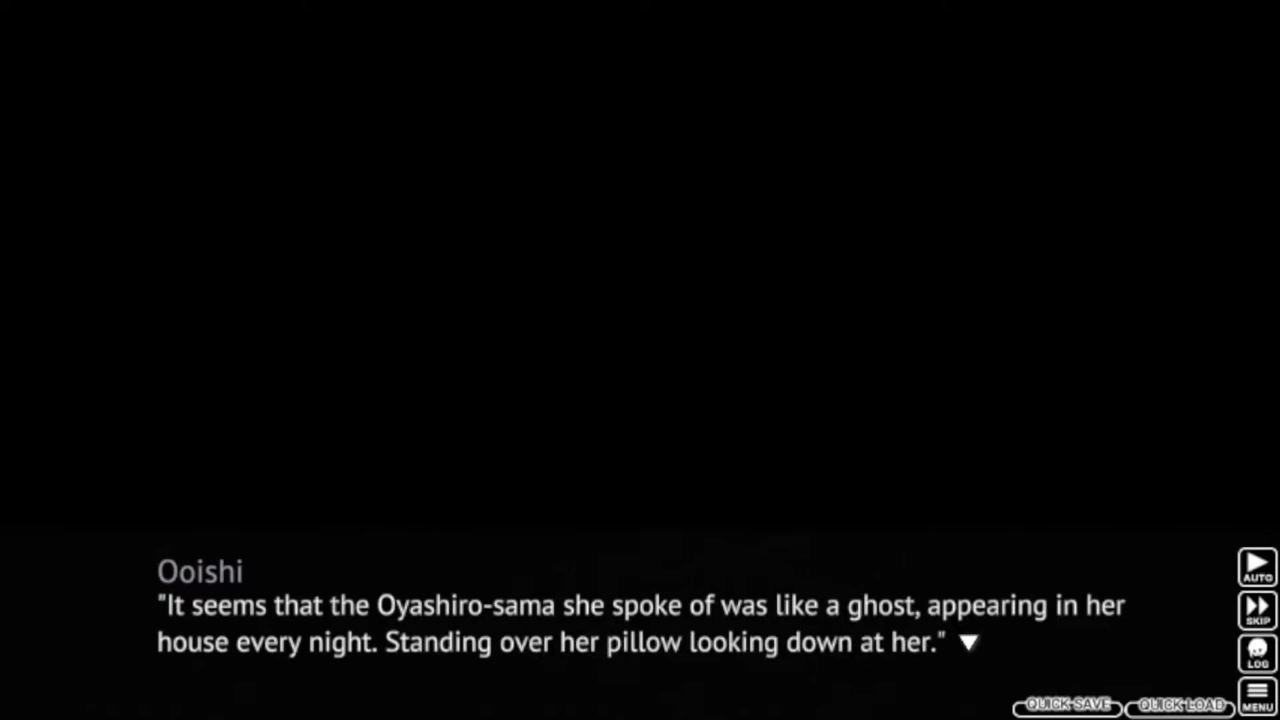 Ooishi
"It seems that the Oyashiro-sama she spoke of was like a ghost, appearing in her
house every night. Standing over her pillow looking down at her."
AUTO
SKIP
LOG
MENU
QUICK SAVE
QUICK LOAD